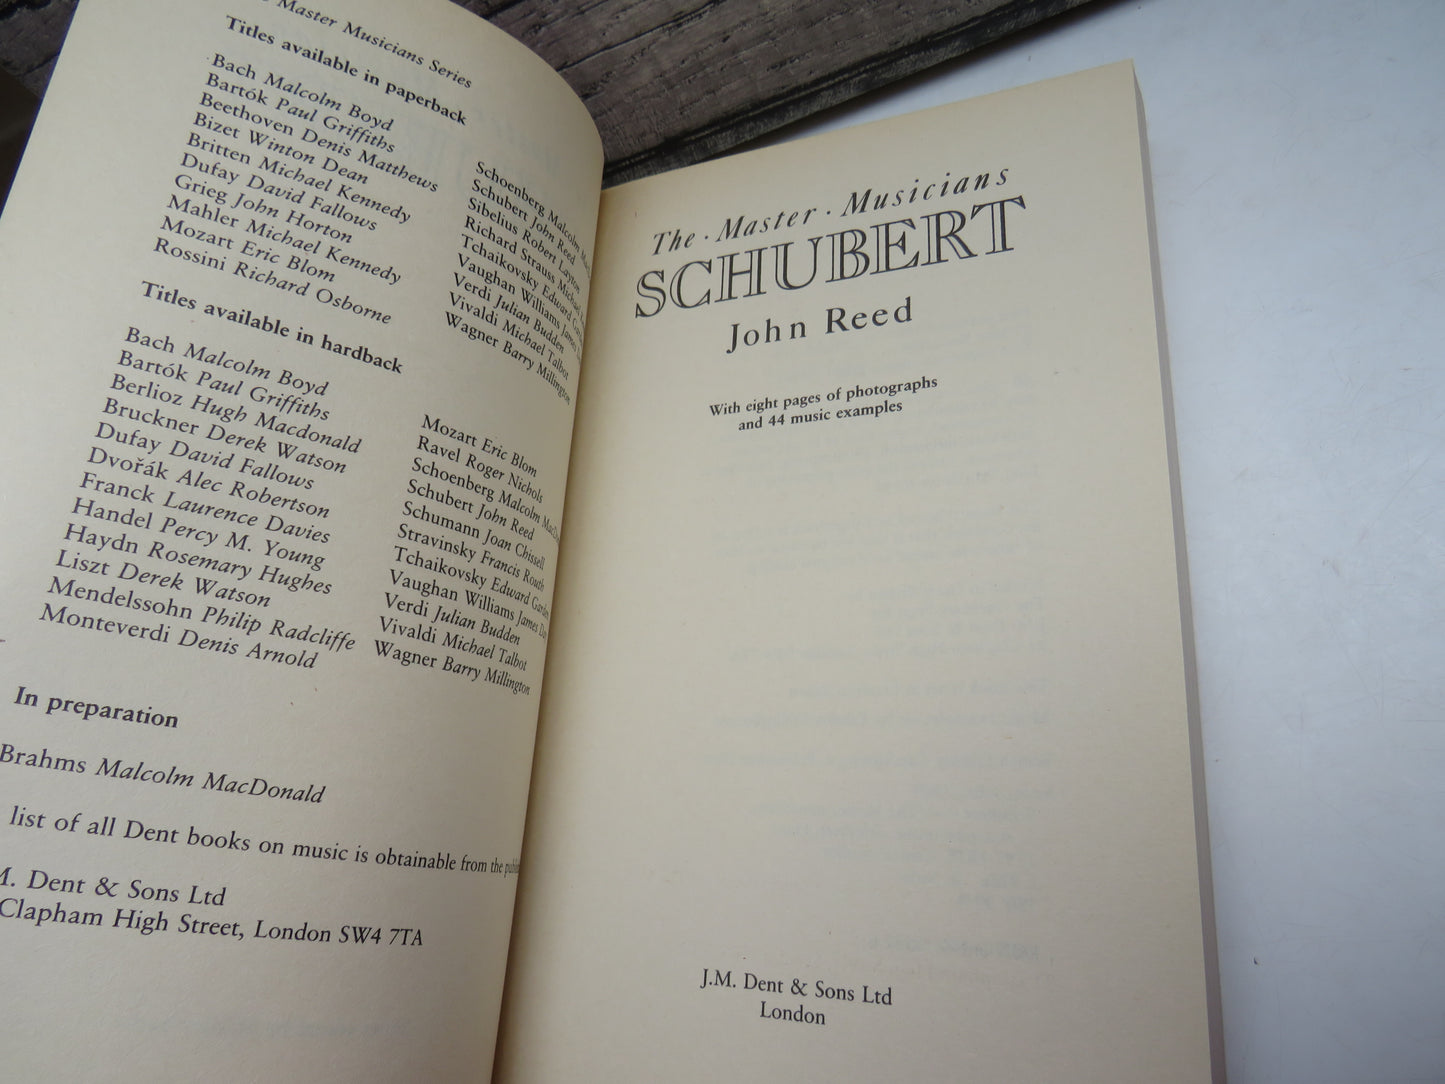 Master Musicians Series
Titles available in paperback
Bach Malcolm Boyd
Bartók Paul Griffiths
Beethoven Denis Matthews
Bizet Winton Dean
Britten Michael Kennedy
Dufay David Fallows
Grieg John Horton
Mahler Michael Kennedy
Mozart Eric Blom
Rossini Richard Osborne
Schoenberg Malcolm
Schubert John Reed
Sibelius Robert Layton
Richard Strauss Michael
Tchaikovsky Edward
Vaughan Williams James
Verdi Julian Budden
Vivaldi Michael Talbot
Wagner Barry Millington
Titles available in hardback
Bach Malcolm Boyd
Bartók Paul Griffiths
Berlioz Hugh Macdonald
Bruckner Derek Watson
Dufay David Fallows
Dvořák Alec Robertson
Franck Laurence Davies
Handel Percy M. Young
Haydn Rosemary Hughes
Liszt Derek Watson
Mendelssohn Philip Radcliffe
Monteverdi Denis Arnold
Mozart Eric Blom
Ravel Roger Nichols
Schoenberg Malcolm
Schubert John Reed
Schumann Joan Chissell
Stravinsky Francis Routh
Tchaikovsky Edward
Vaughan Williams James
Verdi Julian Budden
Vivaldi Michael Talbot
Wagner Barry Millington
In preparation
Brahms Malcolm MacDonald
list of all Dent books on music is obtainable from the
M. Dent & Sons Ltd
Clapham High Street, London SW4 7TA
The · Master · Musicians
SCHUBERT
John Reed
With eight pages of photographs
and 44 music examples
J.M. Dent & Sons Ltd
London